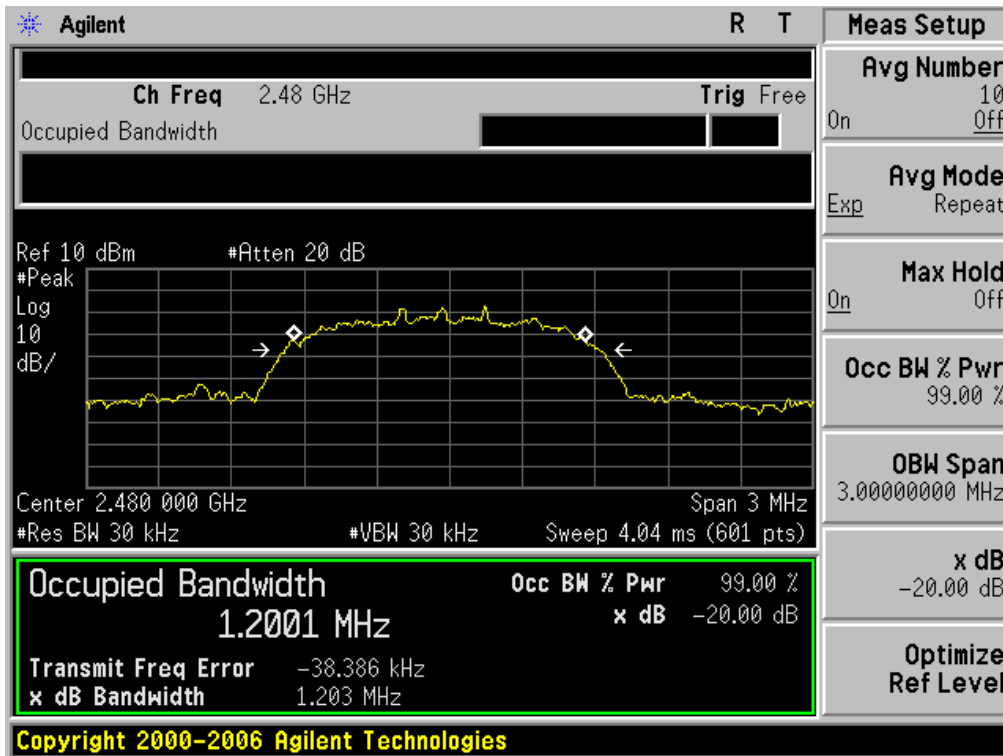 Agilent R T
Ch Freq 2.48 GHz Trig Free
Occupied Bandwidth
Ref 10 dBm #Atten 20 dB
#Peak
Log
10
dB/
Center 2.480 000 GHz Span 3 MHz
#Res BW 30 kHz #VBW 30 kHz Sweep 4.04 ms (601 pts)
Occupied Bandwidth
1.2001 MHz
Occ BW % Pwr 99.00 %
x dB -20.00 dB
Transmit Freq Error -38.386 kHz
x dB Bandwidth 1.203 MHz
Copyright 2000-2006 Agilent Technologies
Meas Setup
Avg Number
10
On Off
Avg Mode
Exp Repeat
Max Hold
On Off
Occ BW % Pwr
99.00 %
OBW Span
3.00000000 MHz
x dB
-20.00 dB
Optimize
Ref Level